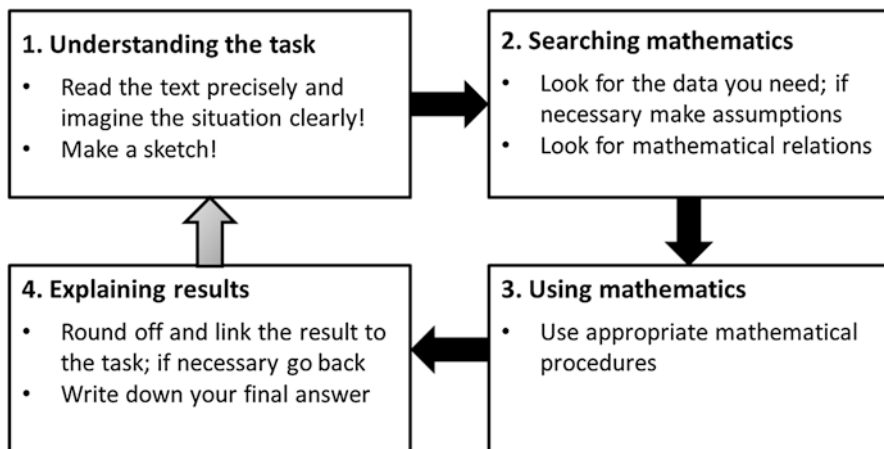 1. Understanding the task
• Read the text precisely and
imagine the situation clearly!
• Make a sketch!
2. Searching mathematics
• Look for the data you need; if
necessary make assumptions
• Look for mathematical relations
3. Using mathematics
• Use appropriate mathematical
procedures
4. Explaining results
• Round off and link the result to
the task; if necessary go back
• Write down your final answer